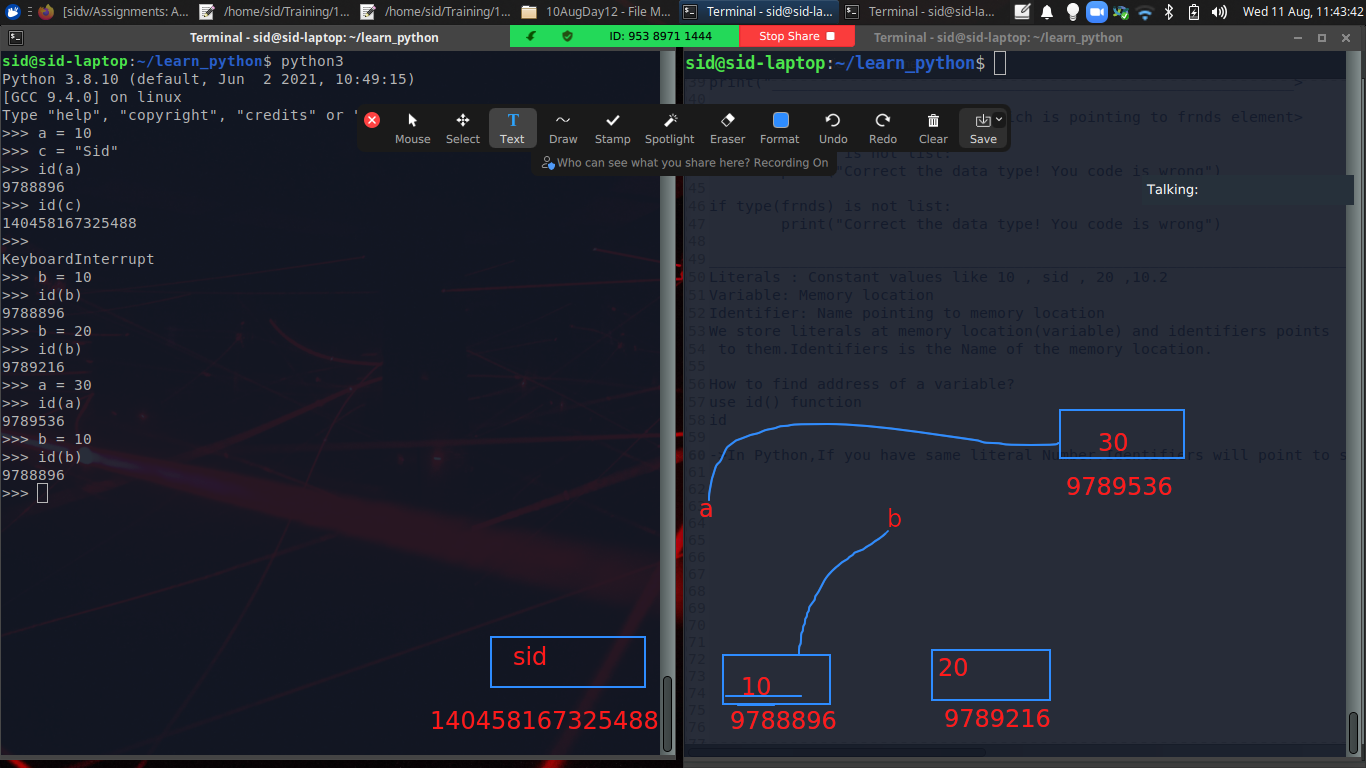 [sidv/Assignments: A...
/home/sid/Training/1...
/home/sid/Training/1...
10AugDay12 - File M...
Terminal - sid@sid-la...
Terminal - sid@sid-la...
Wed 11 Aug, 11:43:42
Terminal - sid@sid-laptop: ~/learn_python
ID: 953 8971 1444
Stop Share
Terminal - sid@sid-laptop: ~/learn_python
sid@sid-laptop:~/learn_python$ python3
Python 3.8.10 (default, Jun  2 2021, 10:49:15)
[GCC 9.4.0] on linux
Type "help", "copyright", "credits" or "
>>> a = 10
>>> c = "Sid"
>>> id(a)
9788896
>>> id(c)
140458167325488
>>>
KeyboardInterrupt
>>> b = 10
>>> id(b)
9788896
>>> b = 20
>>> id(b)
9789216
>>> a = 30
>>> id(a)
9789536
>>> b = 10
>>> id(b)
9788896
>>>
Mouse
Select
Text
Draw
Stamp
Spotlight
Eraser
Format
Undo
Redo
Clear
Save
Who can see what you share here? Recording On
Talking:
sid@sid-laptop:~/learn_python$
print("
40
ich is pointing to frnds element>
is not list:
"Correct the data type! You code is wrong")
45
46 if type(frnds) is not list:
47 print("Correct the data type! You code is wrong")
48
49
50 Literals : Constant values like 10 , sid , 20 ,10.2
51 Variable: Memory location
52 Identifier: Name pointing to memory location
53 We store literals at memory location(variable) and identifiers points
54 to them.Identifiers is the Name of the memory location.
55
56 How to find address of a variable?
57 use id() function
58 id
59
60 In Python,If you have same literal Number,identifiers will point to s
61
62
63
64
65
66
67
68
69
70
71
72
73
74
75
76
30
9789536
a
b
10
9788896
20
9789216
sid
140458167325488